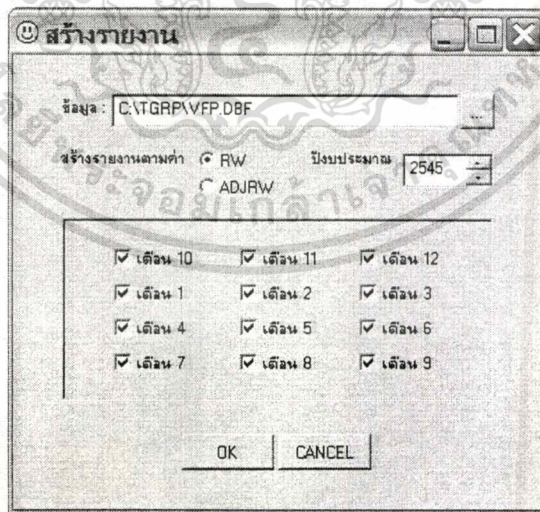 สร้างรายงาน
ข้อมูล : C:\TGRP\VFP.DBF ...
สร้างรายงานตามค่า RW ปีงบประมาณ 2545
ADJRW
เดือน 10 เดือน 11 เดือน 12
เดือน 1 เดือน 2 เดือน 3
เดือน 4 เดือน 5 เดือน 6
เดือน 7 เดือน 8 เดือน 9
OK CANCEL